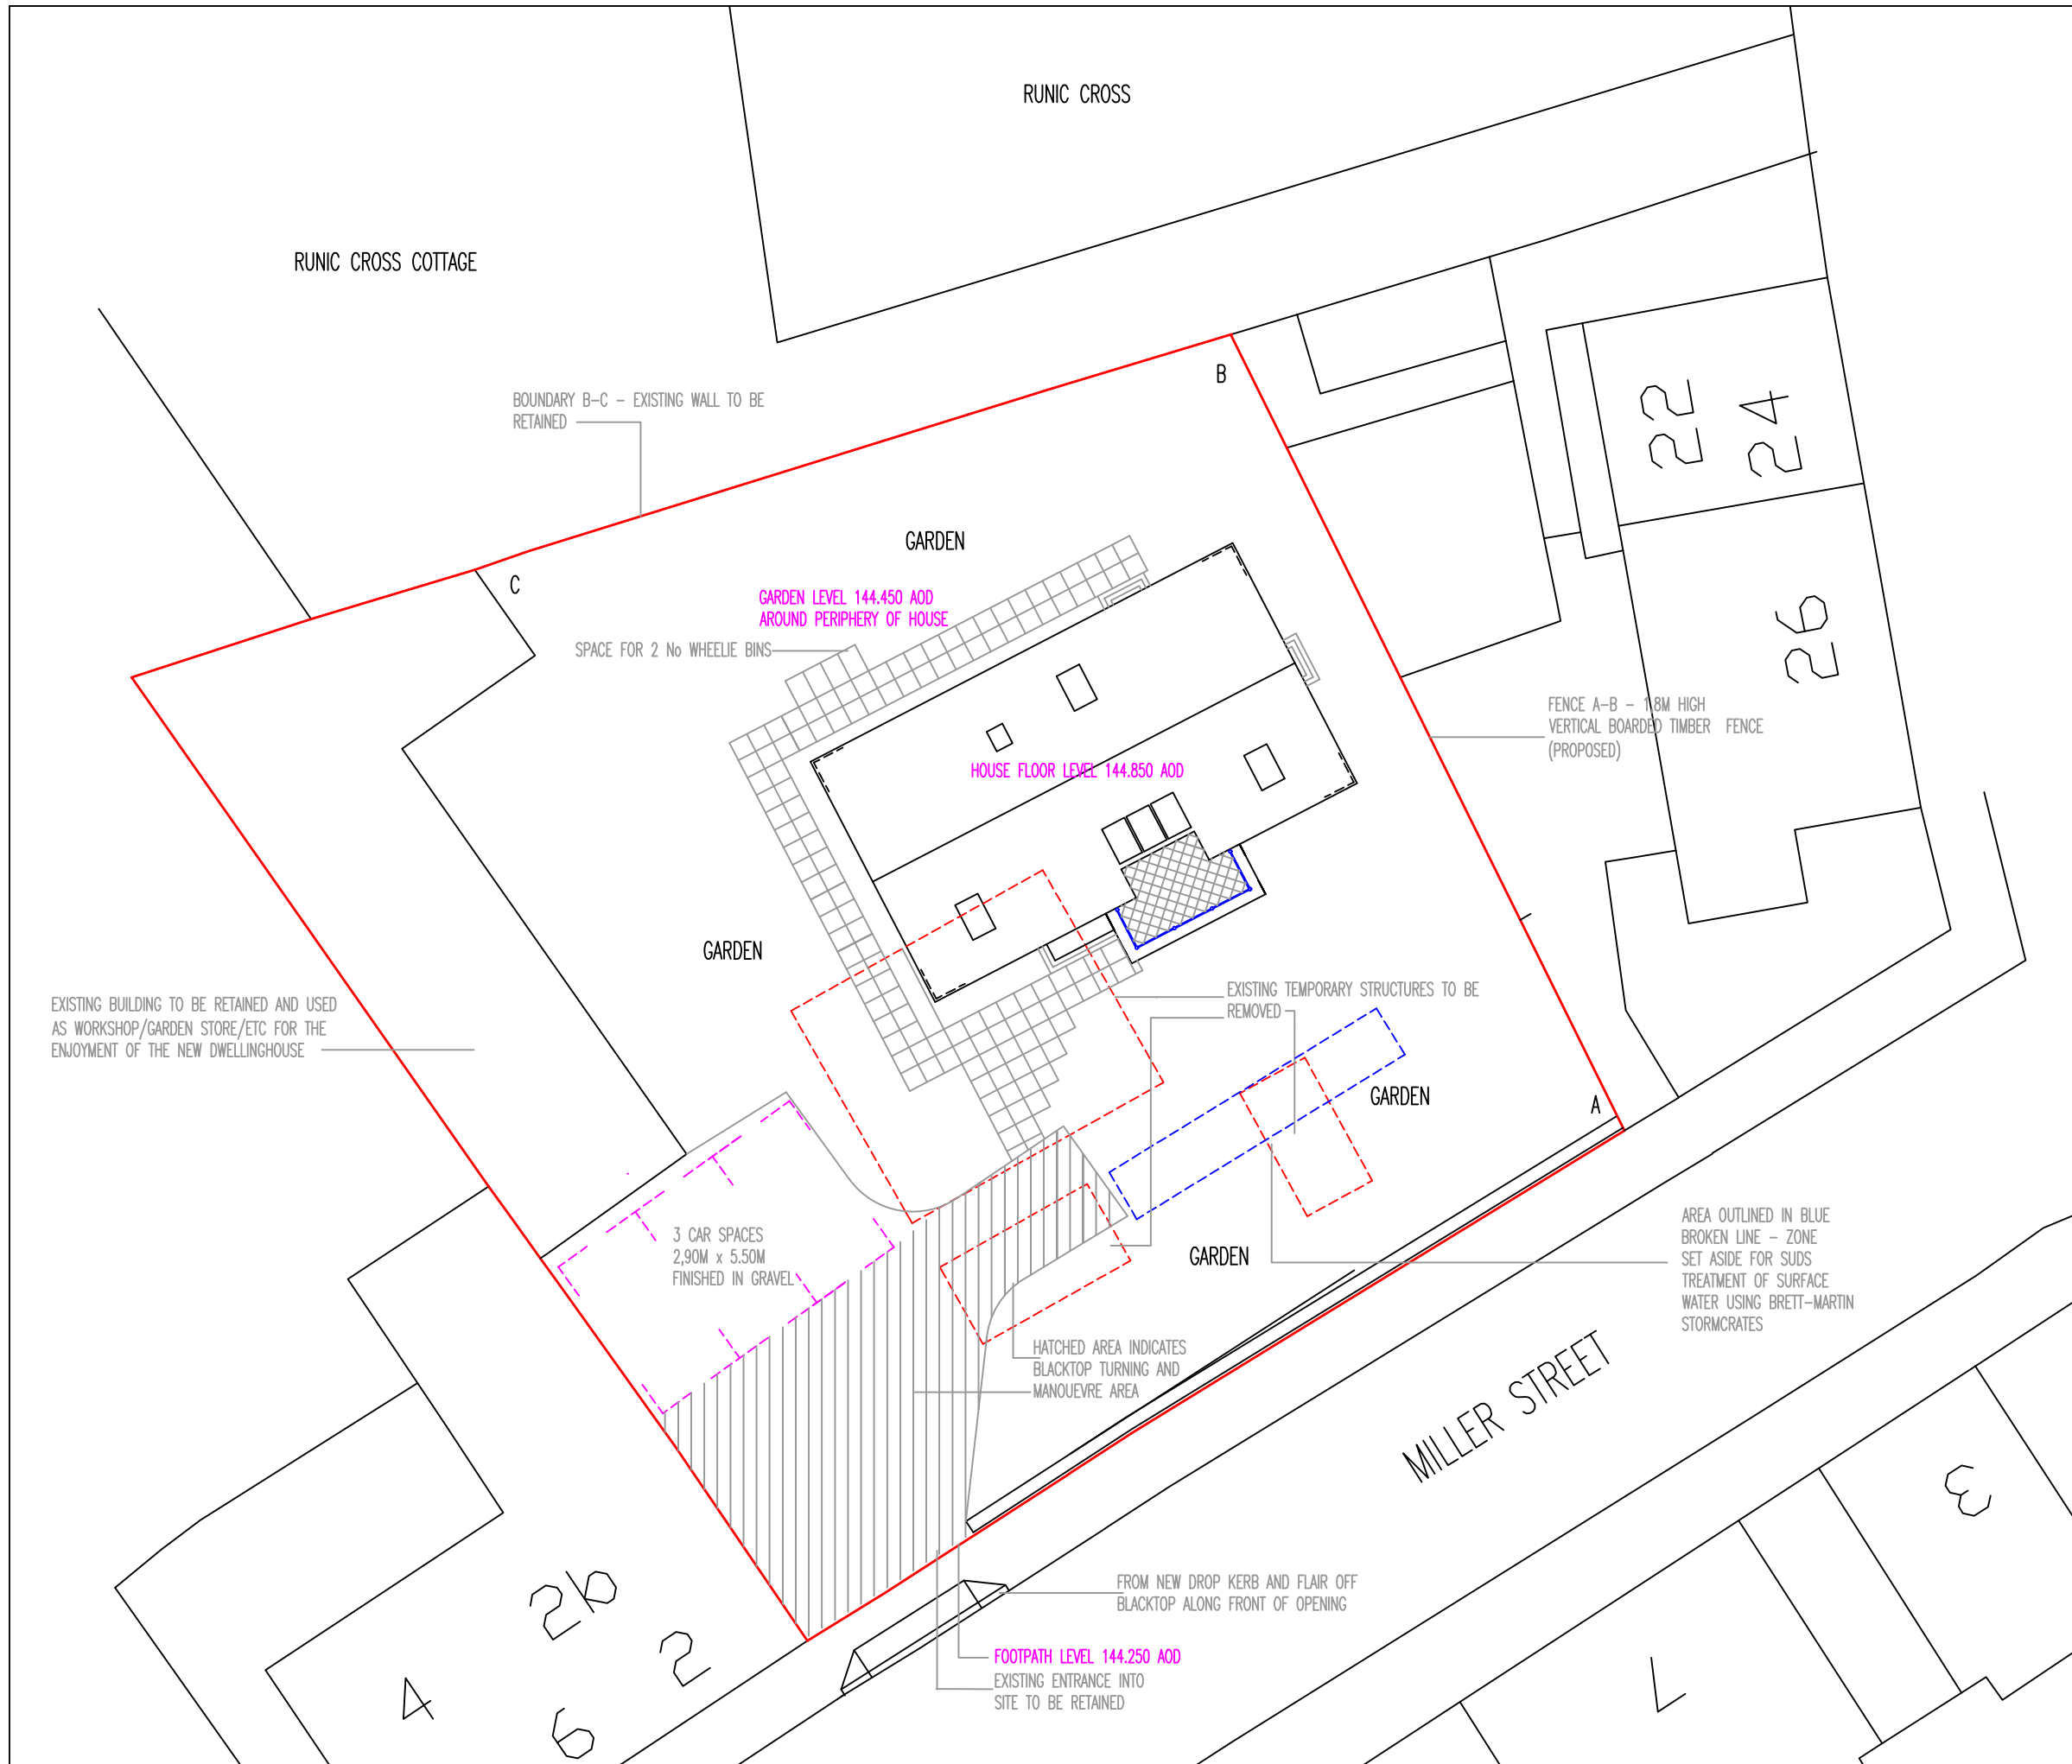 RUNIC CROSS
RUNIC CROSS COTTAGE
BOUNDARY B-C - EXISTING WALL TO BE
RETAINED
B
C
22
24
26
GARDEN
GARDEN LEVEL 144.450 AOD
AROUND PERIPHERY OF HOUSE
SPACE FOR 2 No WHEELIE BINS
FENCE A-B - 1.8M HIGH
VERTICAL BOARDED TIMBER FENCE
(PROPOSED)
HOUSE FLOOR LEVEL 144.850 AOD
GARDEN
EXISTING BUILDING TO BE RETAINED AND USED
AS WORKSHOP/GARDEN STORE/ETC FOR THE
ENJOYMENT OF THE NEW DWELLINGHOUSE
EXISTING TEMPORARY STRUCTURES TO BE
REMOVED
GARDEN
A
3 CAR SPACES
2,90M x 5.50M
FINISHED IN GRAVEL
GARDEN
AREA OUTLINED IN BLUE
BROKEN LINE - ZONE
SET ASIDE FOR SUDS
TREATMENT OF SURFACE
WATER USING BRETT-MARTIN
STORMCRATES
HATCHED AREA INDICATES
BLACKTOP TURNING AND
MANOUEVRE AREA
MILLER STREET
3
FROM NEW DROP KERB AND FLAIR OFF
BLACKTOP ALONG FRONT OF OPENING
2b
2
4
6
7
FOOTPATH LEVEL 144.250 AOD
EXISTING ENTRANCE INTO
SITE TO BE RETAINED